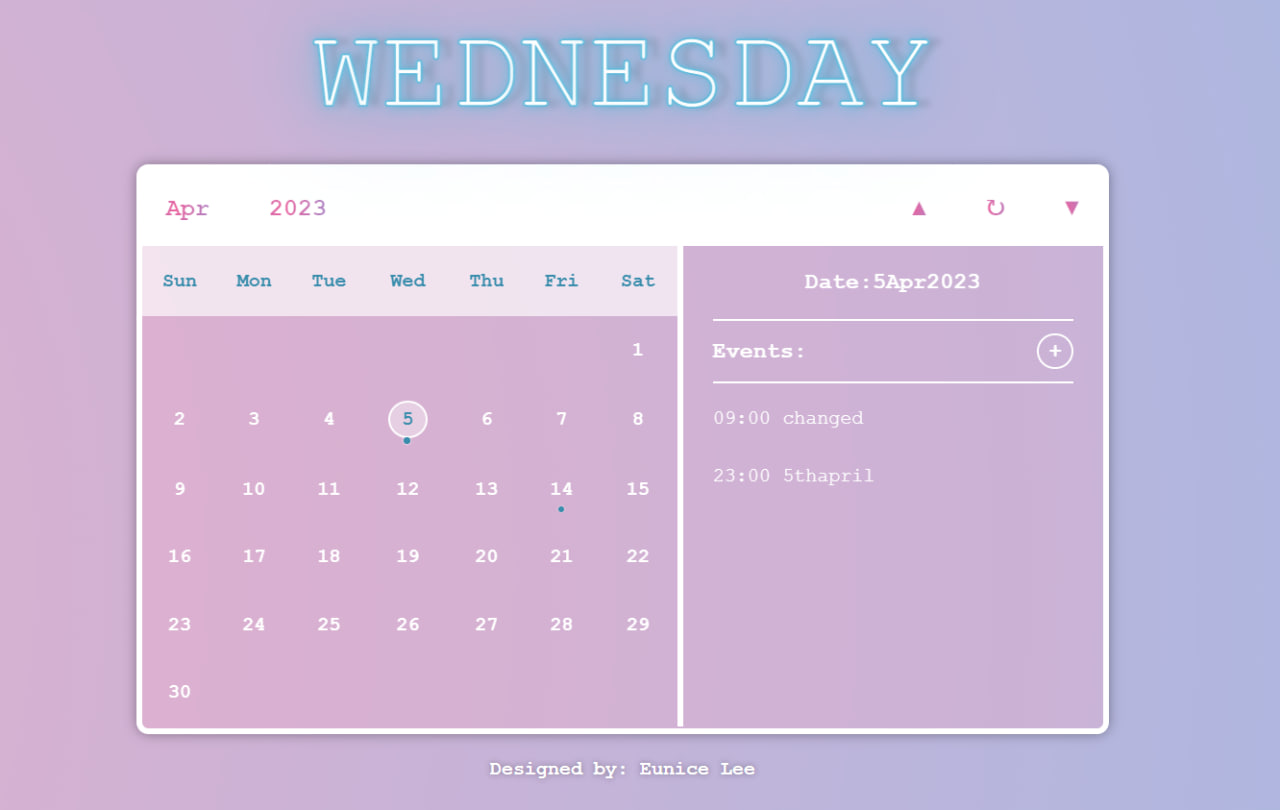 WEDNESDAY
Apr 2023 ▲ ↻ ▼
Sun Mon Tue Wed Thu Fri Sat
1
2 3 4 5 6 7 8
9 10 11 12 13 14 15
16 17 18 19 20 21 22
23 24 25 26 27 28 29
30
Date:5Apr2023
Events: +
09:00 changed
23:00 5thapril
Designed by: Eunice Lee